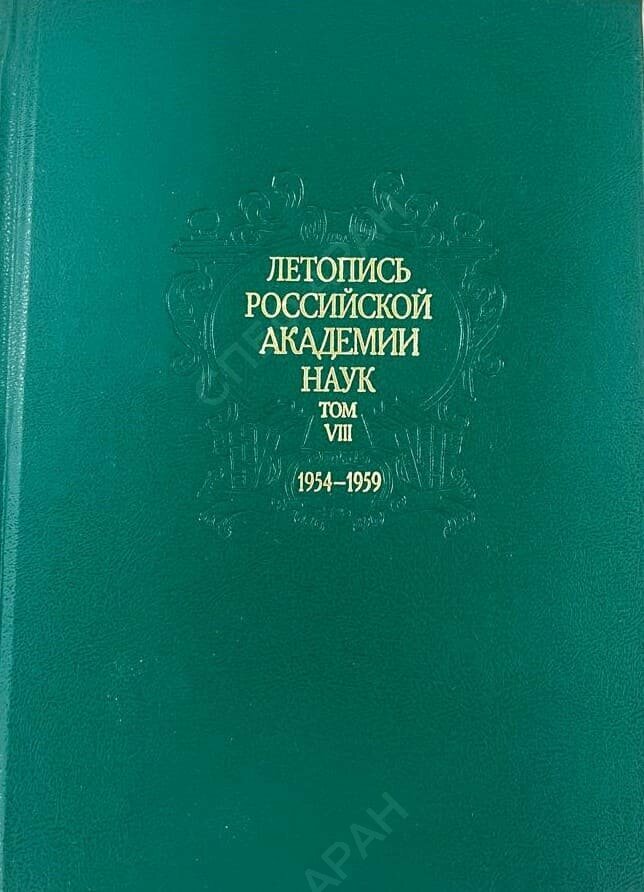 ЛЕТОПИСЬ
РОССИЙСКОЙ
АКАДЕМИИ
НАУК
ТОМ
VIII
1954–1959